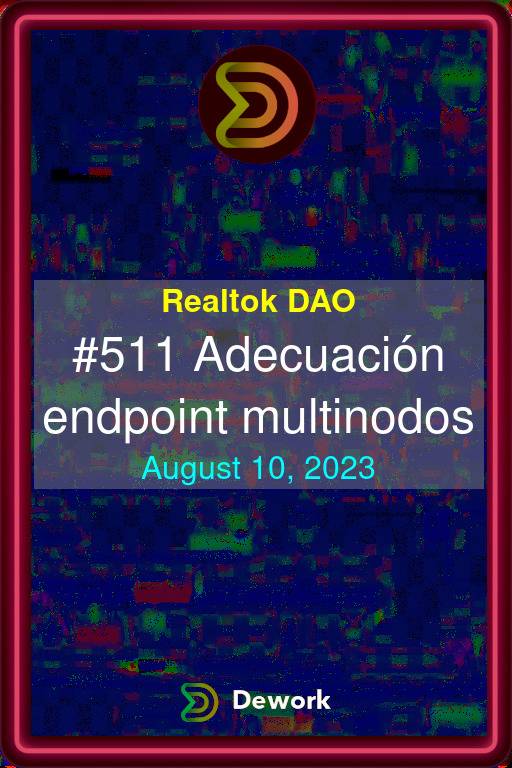 Realtok DAO
#511 Adecuación
endpoint multinodos
August 10, 2023
Dework